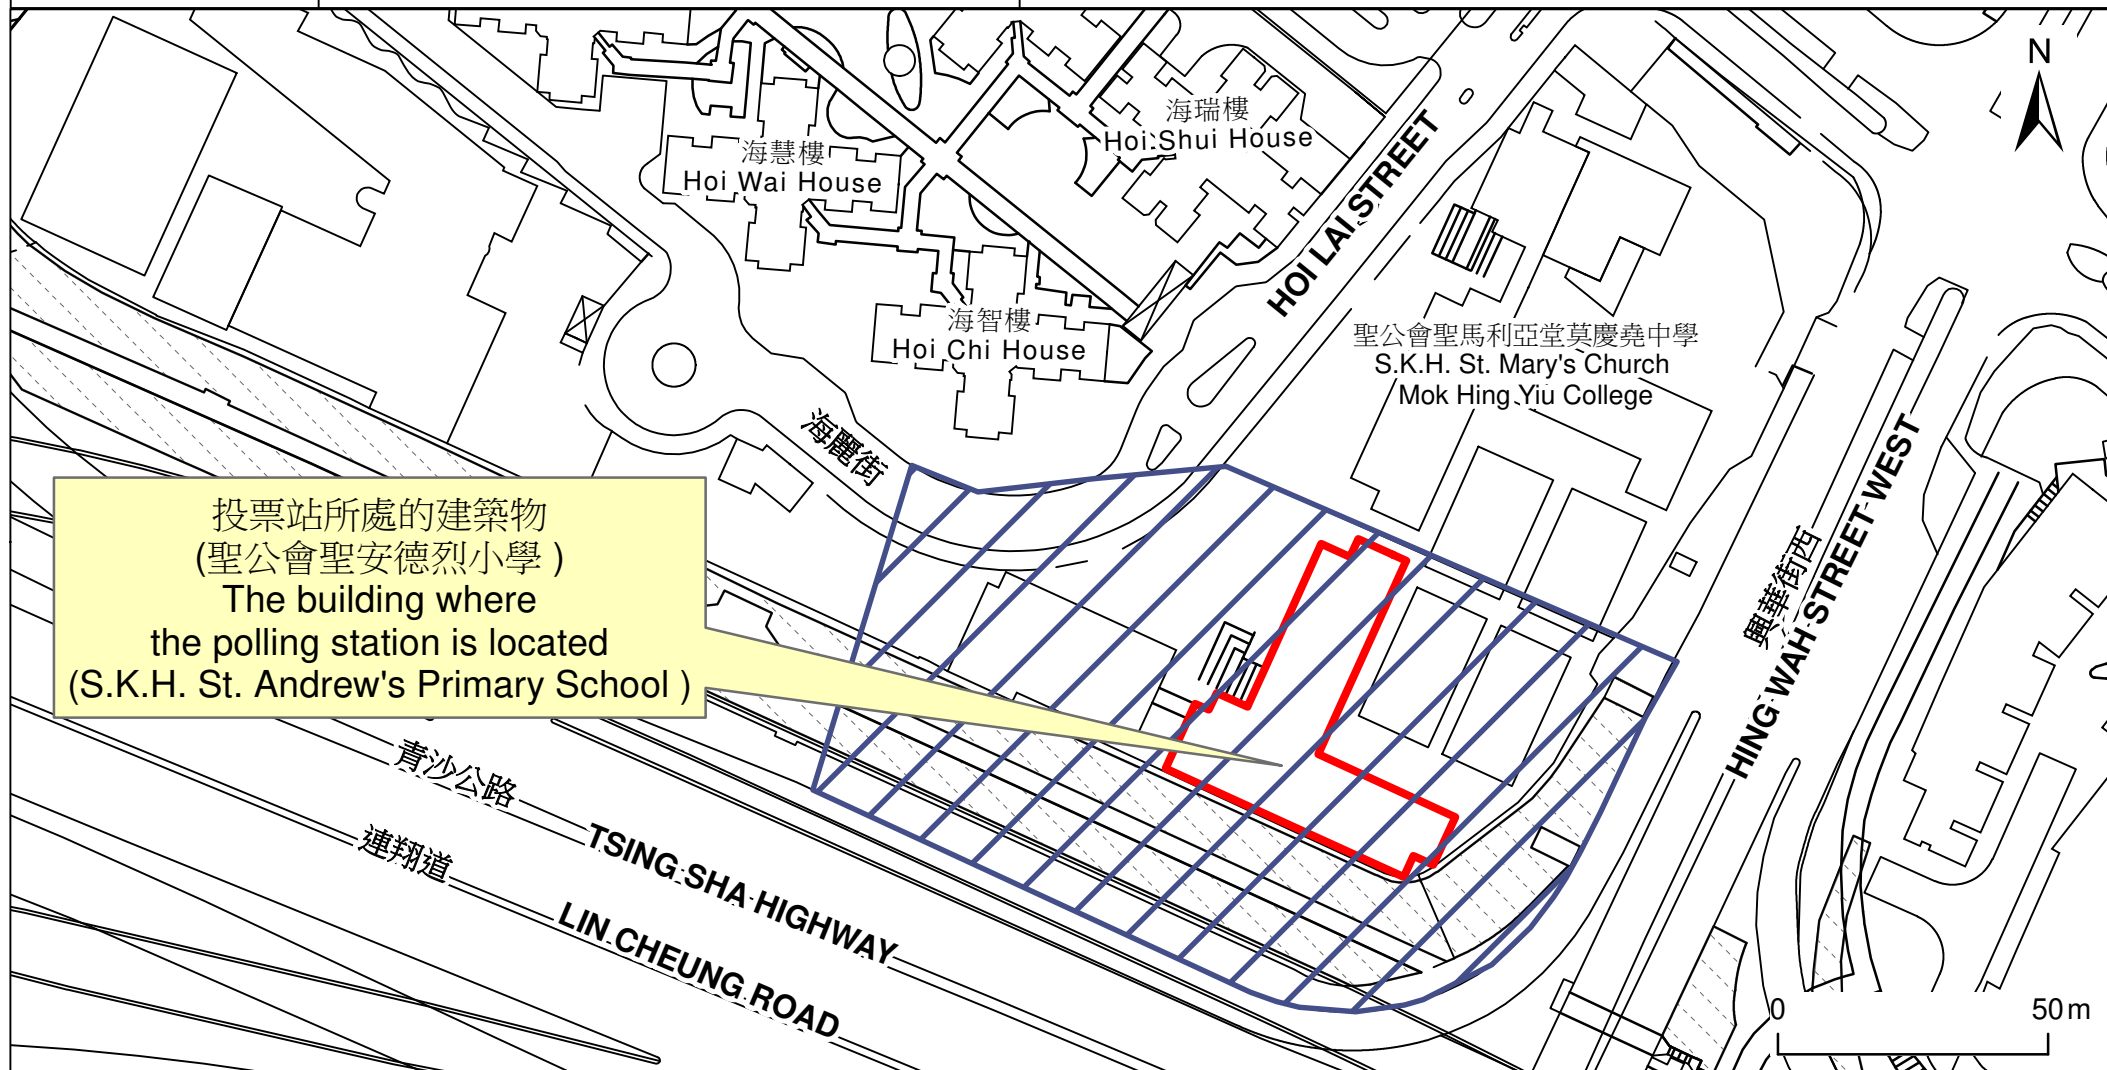 N
海瑞樓
Hoi Shui House
海慧樓
Hoi Wai House
HOI LAI STREET
海智樓
Hoi Chi House
聖公會聖馬利亞堂莫慶堯中學
S.K.H. St. Mary's Church
Mok Hing Yiu College
海麗街
投票站所處的建築物
(聖公會聖安德烈小學 )
The building where
the polling station is located
(S.K.H. St. Andrew's Primary School )
興華街西
HING WAH STREET WEST
青沙公路
TSING SHA HIGHWAY
連翔道
LIN CHEUNG ROAD
0 50 m